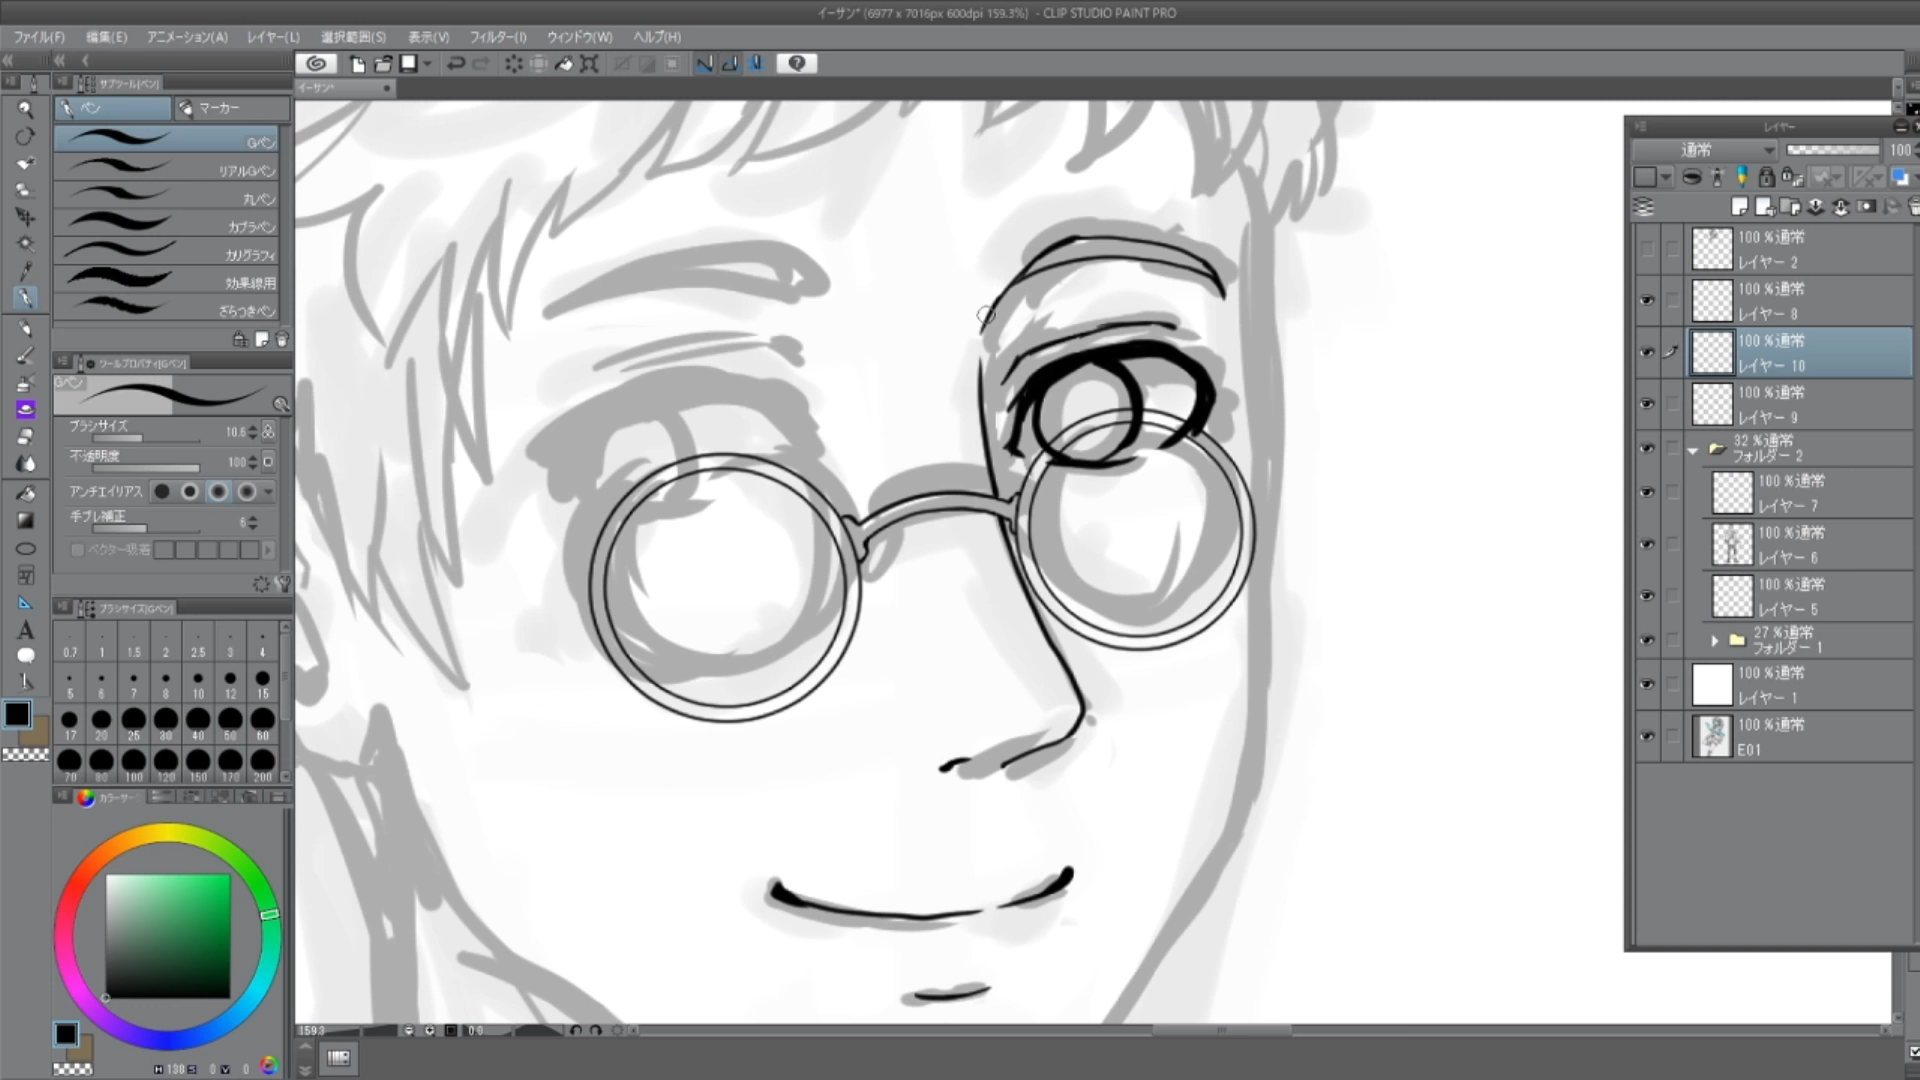 イーサン* (6977 x 7016px 600dpi 159.3%) - CLIP STUDIO PAINT PRO
ファイル(F) 編集(E) アニメーション(A) レイヤー(L) 選択範囲(S) 表示(V) フィルター(I) ウィンドウ(W) ヘルプ(H)
サブツール[ペン]
イーサン*
ペン
マーカー
Gペン
リアルGペン
丸ペン
カブラペン
カリグラフィ
効果線用
ざらつきペン
ツールプロパティ[Gペン]
Gペン
ブラシサイズ 10.6
不透明度 100
アンチエイリアス
手ブレ補正 6
ベクター吸着
ブラシサイズ[Gペン]
0.7 1 1.5 2 2.5 3 4
5 6 7 8 10 12 15
17 20 25 30 40 50 60
70 80 100 120 150 170 200
カラーサー
H 138 S 0 V 0
159.3
0.0
レイヤー
通常 100
100 %通常
レイヤー 2
100 %通常
レイヤー 8
100 %通常
レイヤー 10
100 %通常
レイヤー 9
32 %通常
フォルダー 2
100 %通常
レイヤー 7
100 %通常
レイヤー 6
100 %通常
レイヤー 5
27 %通常
フォルダー 1
100 %通常
レイヤー 1
100 %通常
E01